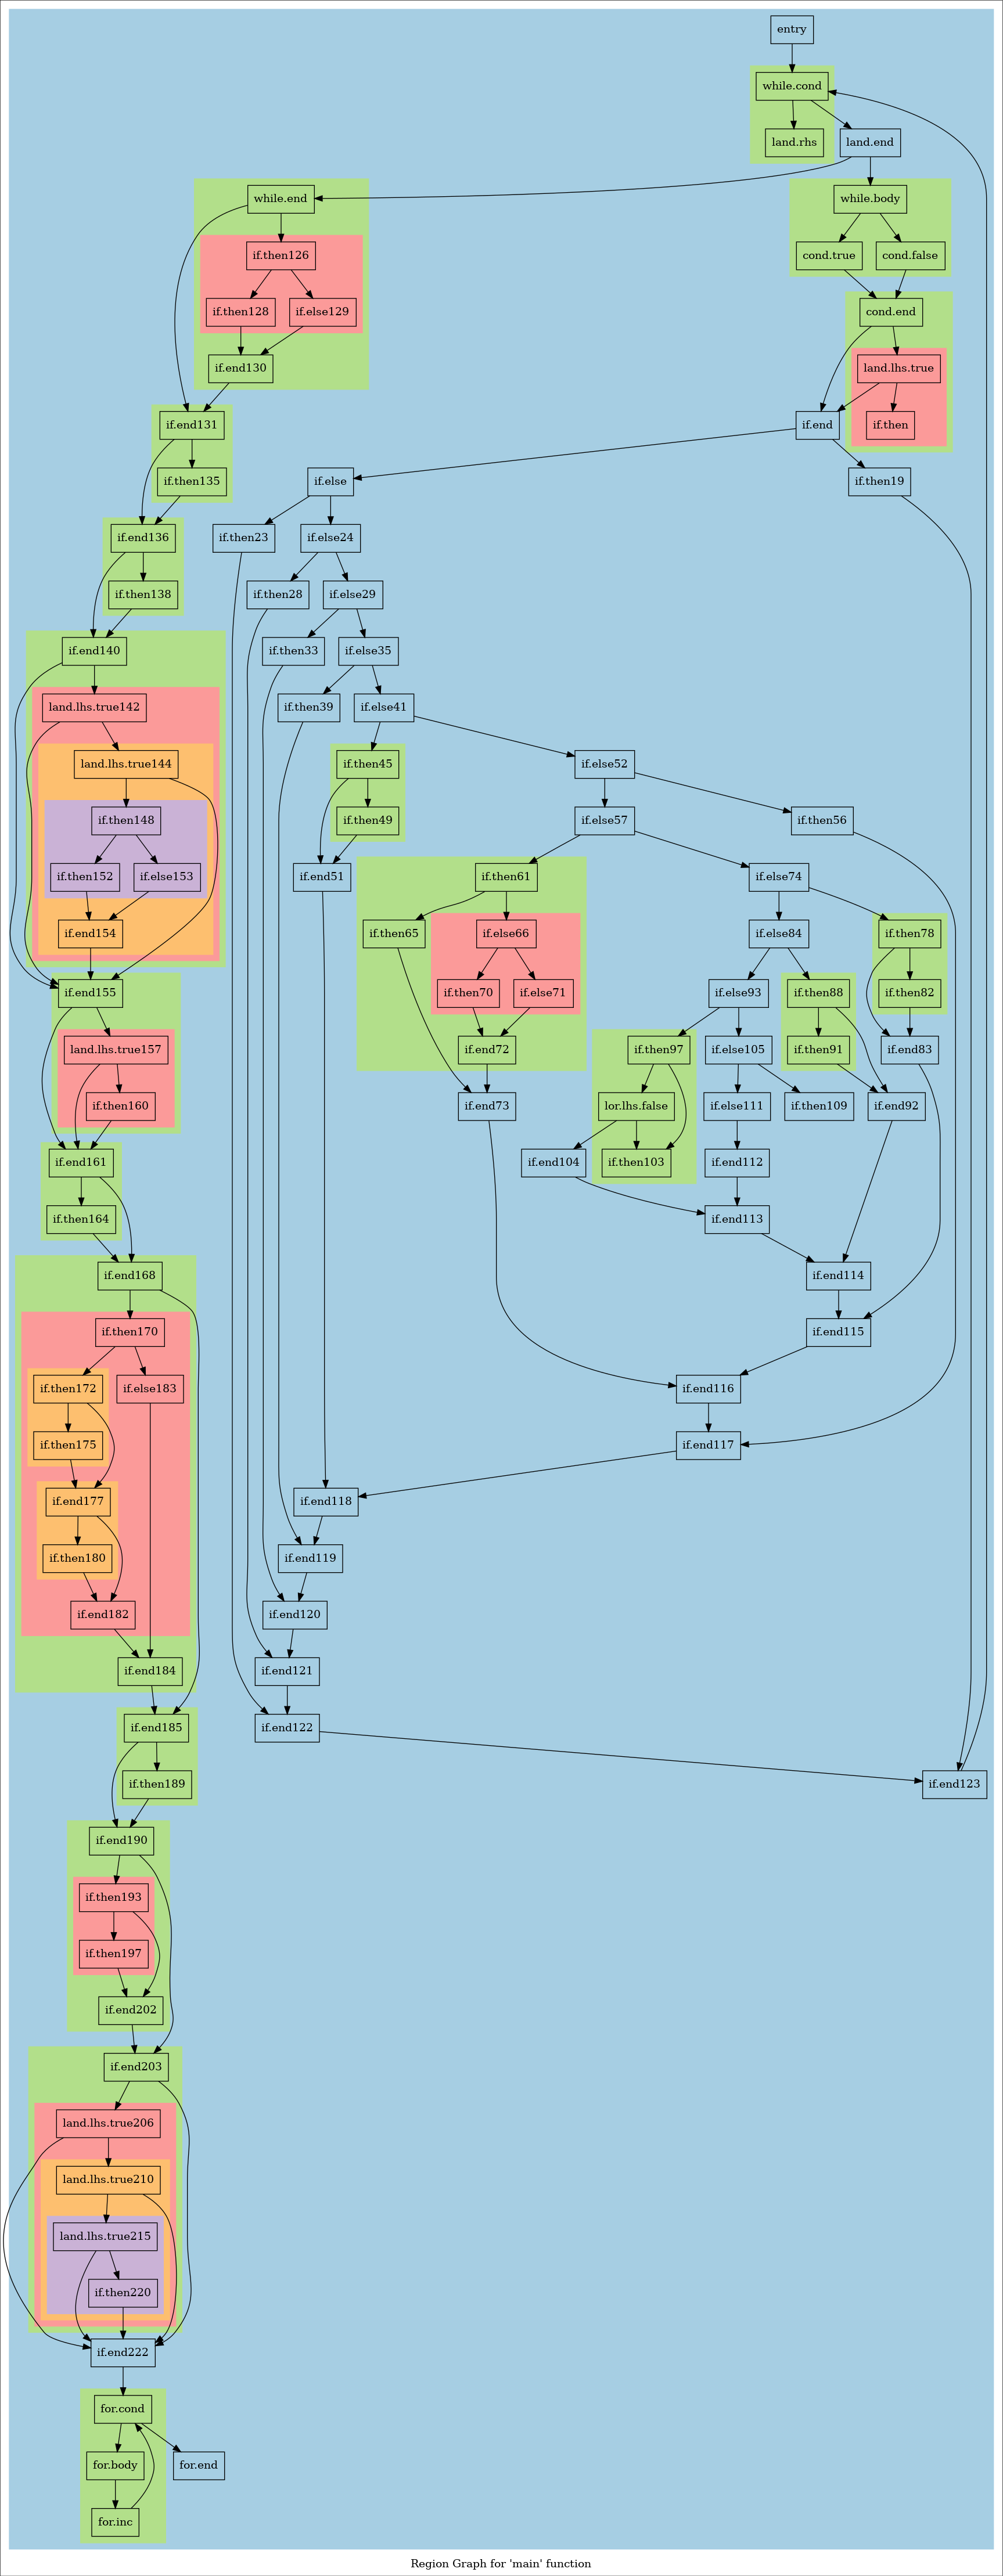 entry
while.cond
land.rhs
land.end
while.end
while.body
if.then126
cond.true
cond.false
if.then128
if.else129
cond.end
if.end130
land.lhs.true
if.end131
if.end
if.then
if.then135
if.else
if.then19
if.end136
if.then23
if.else24
if.then138
if.then28
if.else29
if.end140
if.then33
if.else35
land.lhs.true142
if.then39
if.else41
land.lhs.true144
if.then45
if.else52
if.then148
if.then49
if.else57
if.then56
if.then152
if.else153
if.end51
if.then61
if.else74
if.end154
if.then65
if.else66
if.else84
if.then78
if.end155
if.then70
if.else71
if.else93
if.then88
if.then82
land.lhs.true157
if.end72
if.then97
if.else105
if.then91
if.end83
if.then160
if.end73
lor.lhs.false
if.else111
if.then109
if.end92
if.end161
if.end104
if.then103
if.end112
if.then164
if.end113
if.end168
if.end114
if.then170
if.end115
if.then172
if.else183
if.end116
if.then175
if.end117
if.end177
if.end118
if.then180
if.end119
if.end182
if.end120
if.end184
if.end121
if.end185
if.end122
if.then189
if.end123
if.end190
if.then193
if.then197
if.end202
if.end203
land.lhs.true206
land.lhs.true210
land.lhs.true215
if.then220
if.end222
for.cond
for.body
for.end
for.inc
Region Graph for 'main' function